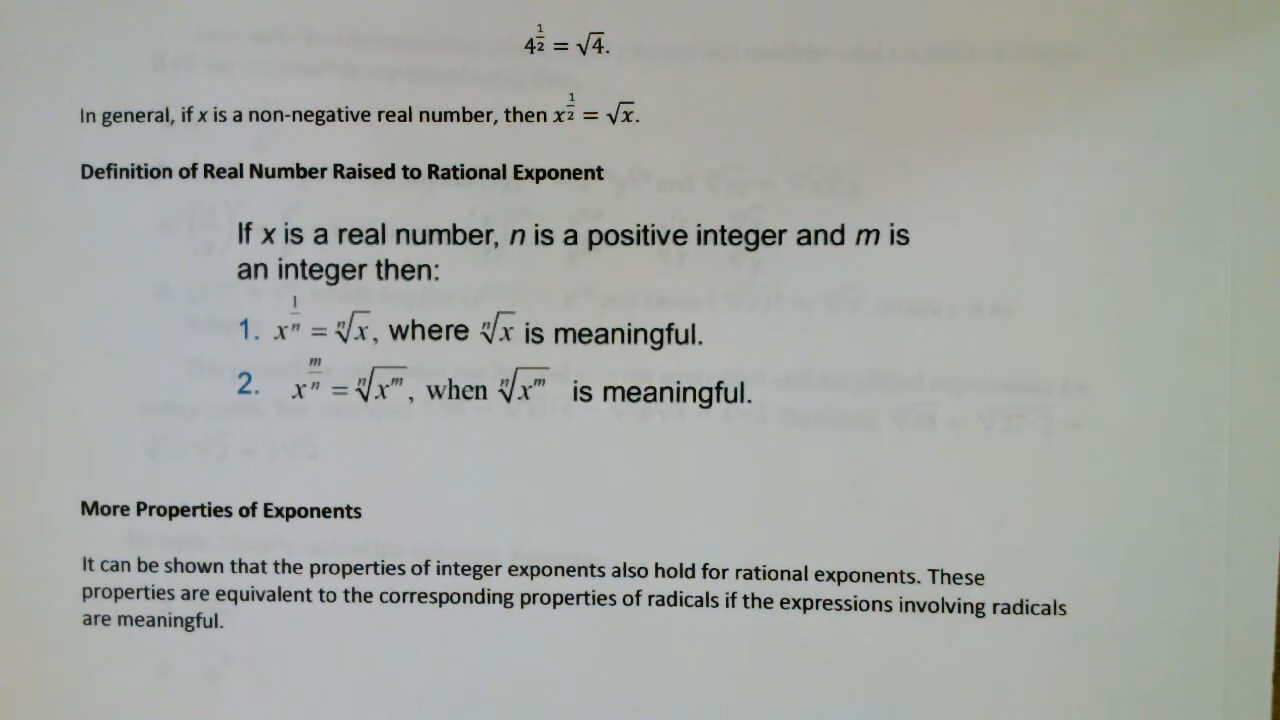 4^(1/2) = √4.
In general, if x is a non-negative real number, then x^(1/2) = √x.
Definition of Real Number Raised to Rational Exponent
If x is a real number, n is a positive integer and m is
an integer then:
1. x^(1/n) = ⁿ√x, where ⁿ√x is meaningful.
2. x^(m/n) = ⁿ√(x^m), when ⁿ√(x^m) is meaningful.
More Properties of Exponents
It can be shown that the properties of integer exponents also hold for rational exponents. These
properties are equivalent to the corresponding properties of radicals if the expressions involving radicals
are meaningful.